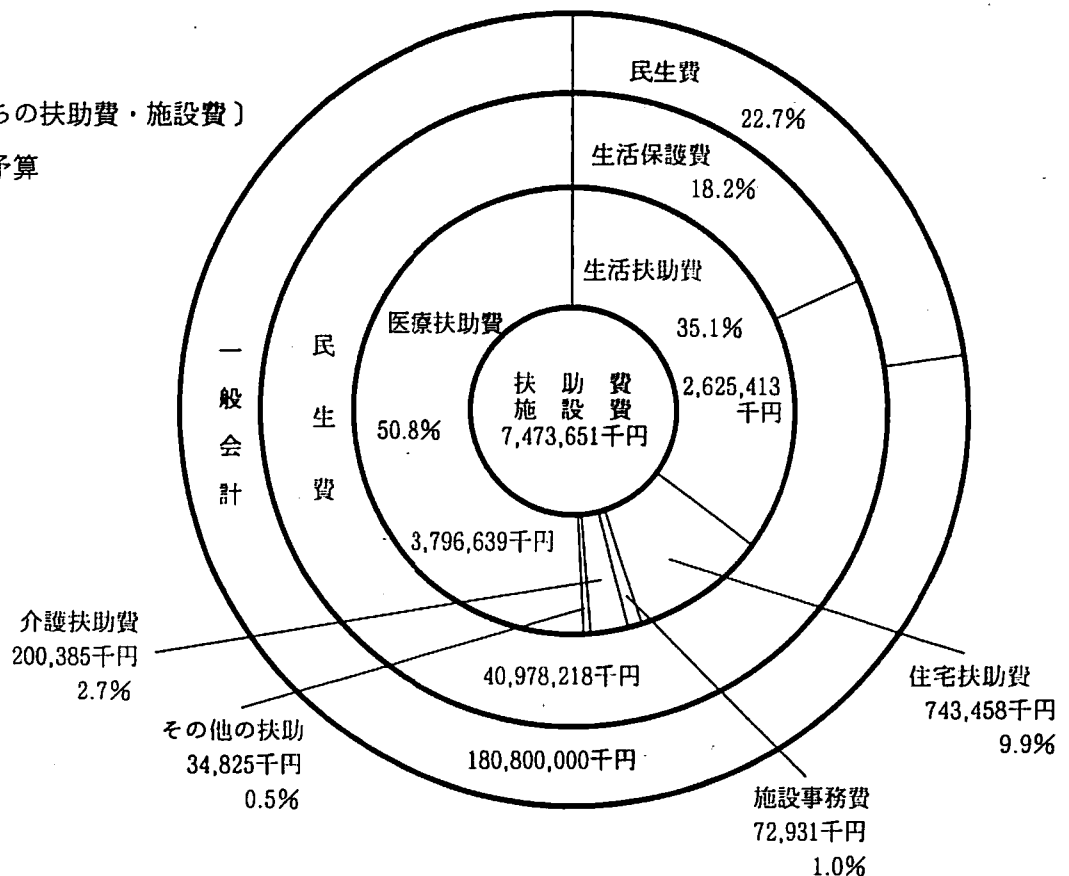 ちの扶助費・施設費〕
予算
民生費
22.7%
生活保護費
18.2%
生活扶助費
35.1%
2,625,413
千円
医療扶助費
50.8%
3,796,639千円
扶助費
施設費
7,473,651千円
一般会計
民生費
40,978,218千円
180,800,000千円
介護扶助費
200,385千円
2.7%
その他の扶助
34,825千円
0.5%
施設事務費
72,931千円
1.0%
住宅扶助費
743,458千円
9.9%